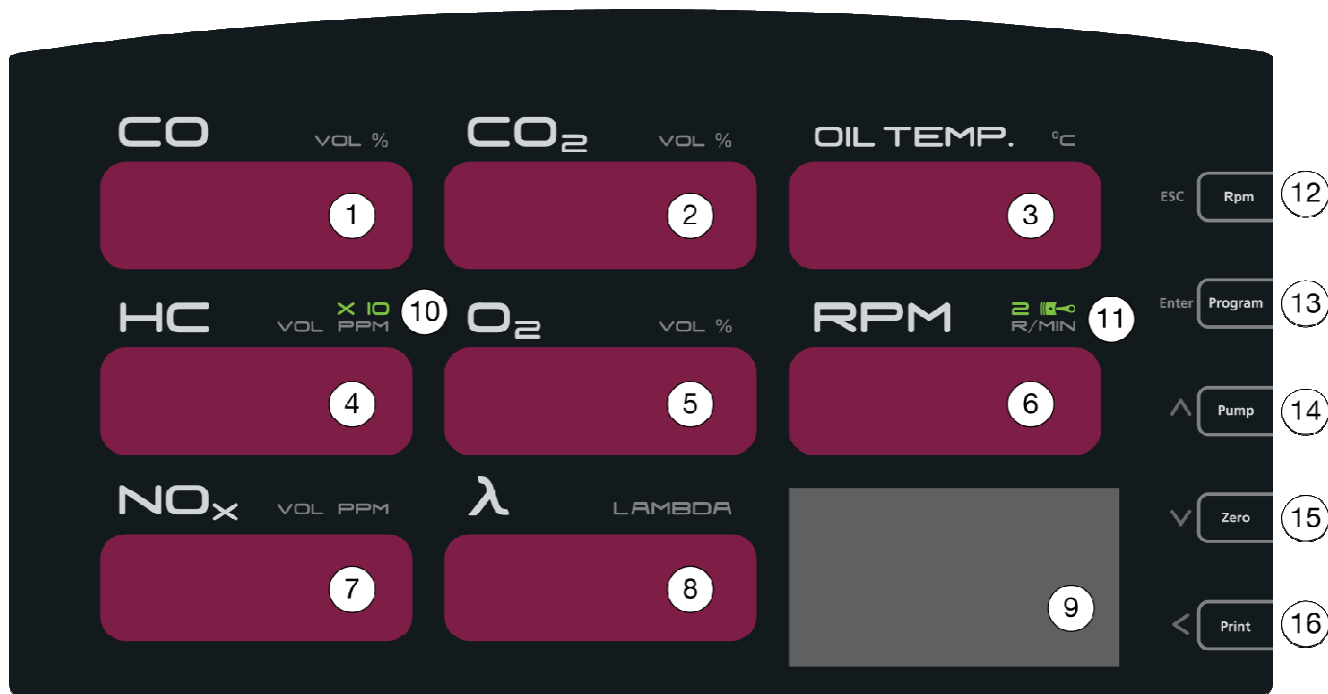 CO VOL %
CO₂ VOL %
OIL TEMP. °C
1
2
3
ESC Rpm 12
HC VOL X 10 PPM 10
O₂ VOL %
RPM 2 R/MIN 11
Enter Program 13
4
5
6
Pump 14
NOx VOL PPM
λ LAMBDA
Zero 15
7
8
9
Print 16